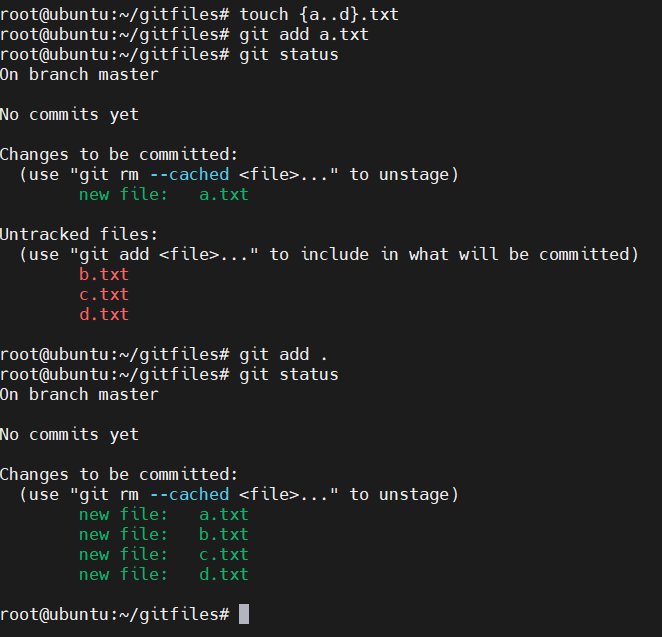 root@ubuntu:~/gitfiles# touch {a..d}.txt
root@ubuntu:~/gitfiles# git add a.txt
root@ubuntu:~/gitfiles# git status
On branch master
No commits yet
Changes to be committed:
  (use "git rm --cached <file>..." to unstage)
        new file:   a.txt
Untracked files:
  (use "git add <file>..." to include in what will be committed)
        b.txt
        c.txt
        d.txt
root@ubuntu:~/gitfiles# git add .
root@ubuntu:~/gitfiles# git status
On branch master
No commits yet
Changes to be committed:
  (use "git rm --cached <file>..." to unstage)
        new file:   a.txt
        new file:   b.txt
        new file:   c.txt
        new file:   d.txt
root@ubuntu:~/gitfiles#